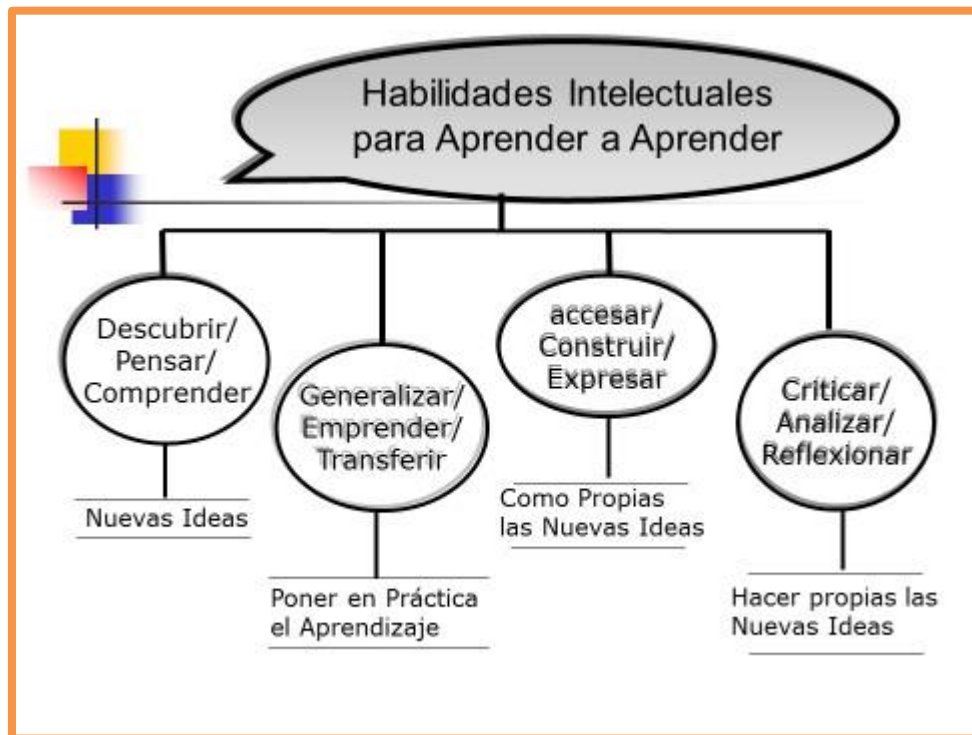 Habilidades Intelectuales
para Aprender a Aprender
Descubrir/
Pensar/
Comprender
Nuevas Ideas
Generalizar/
Emprender/
Transferir
Poner en Práctica
el Aprendizaje
accesar/
Construir/
Expresar
Como Propias
las Nuevas Ideas
Críticar/
Analizar/
Reflexionar
Hacer propias las
Nuevas Ideas